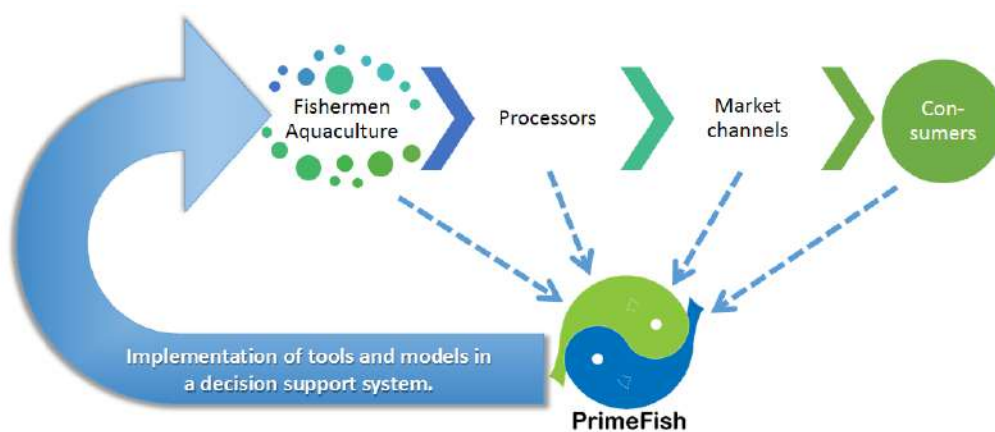 Fishermen
Aquaculture
Processors
Market
channels
Con-
sumers
Implementation of tools and models in
a decision support system.
PrimeFish